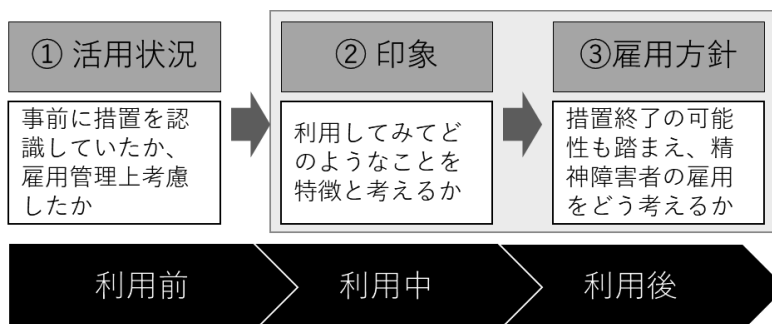 ① 活用状況
事前に措置を認
識していたか、
雇用管理上考慮
したか
② 印象
利用してみてど
のようなことを
特徴と考えるか
③雇用方針
措置終了の可能
性も踏まえ、精
神障害者の雇用
をどう考えるか
利用前
利用中
利用後